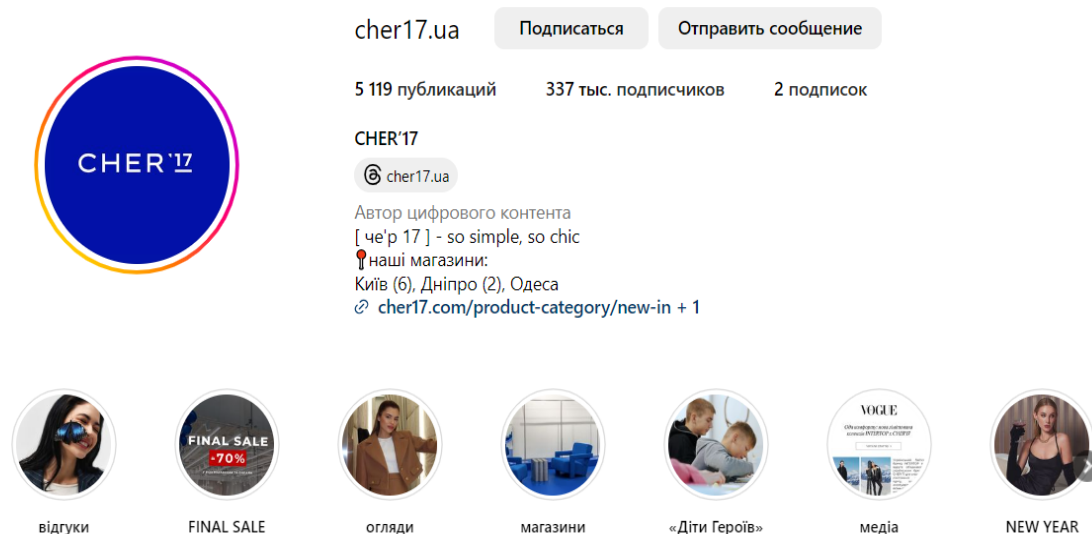 cher17.ua
Подписаться
Отправить сообщение
5 119 публикаций
337 тыс. подписчиков
2 подписок
CHER'17
CHER'17
cher17.ua
Автор цифрового контента
[ че'р 17 ] - so simple, so chic
наші магазини:
Київ (6), Дніпро (2), Одеса
cher17.com/product-category/new-in + 1
FINAL SALE
-70%
VOGUE
відгуки
FINAL SALE
огляди
магазини
«Діти Героїв»
медіа
NEW YEAR